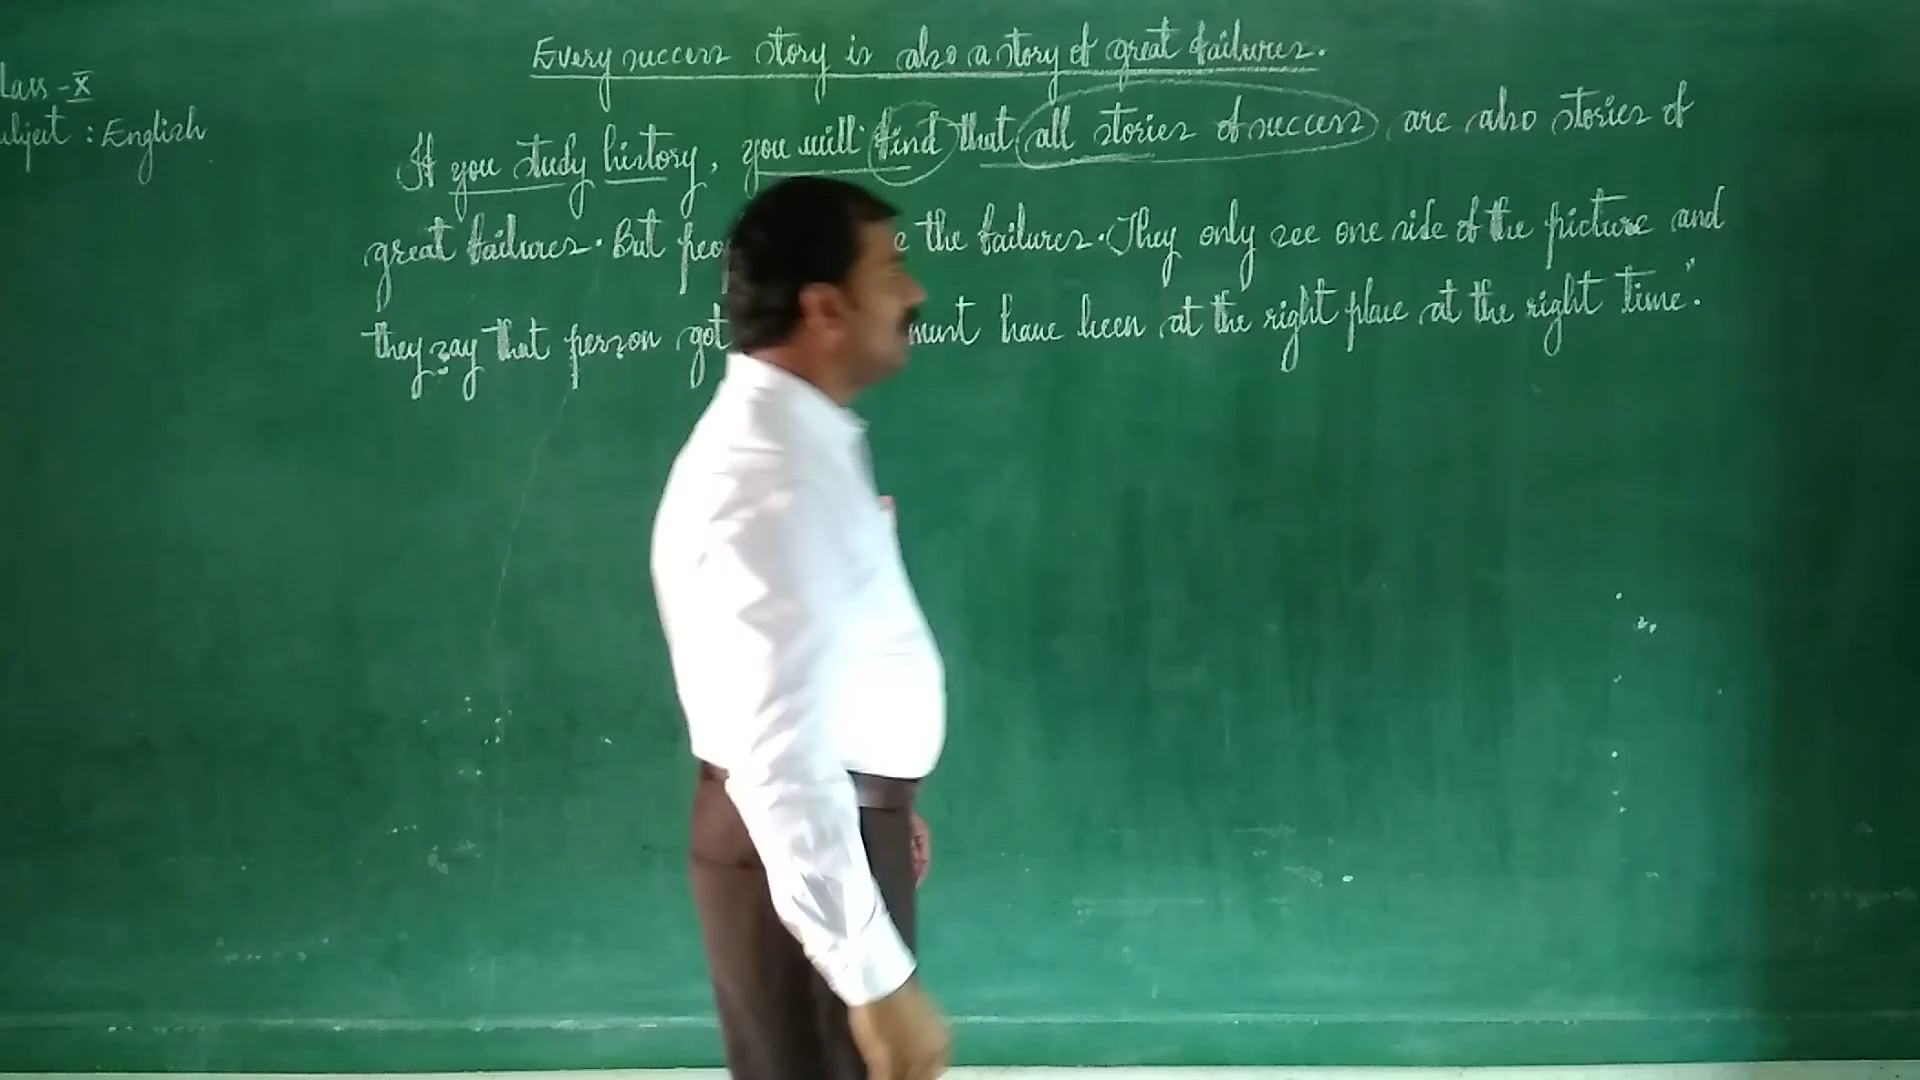 Every success story is also a story of great failures.
lass - X
ubject : English
If you study history, you will find that all stories of success are also stories of
great failures. But the failures. They only see one side of the picture and
they say that person got must have been at the right place at the right time".